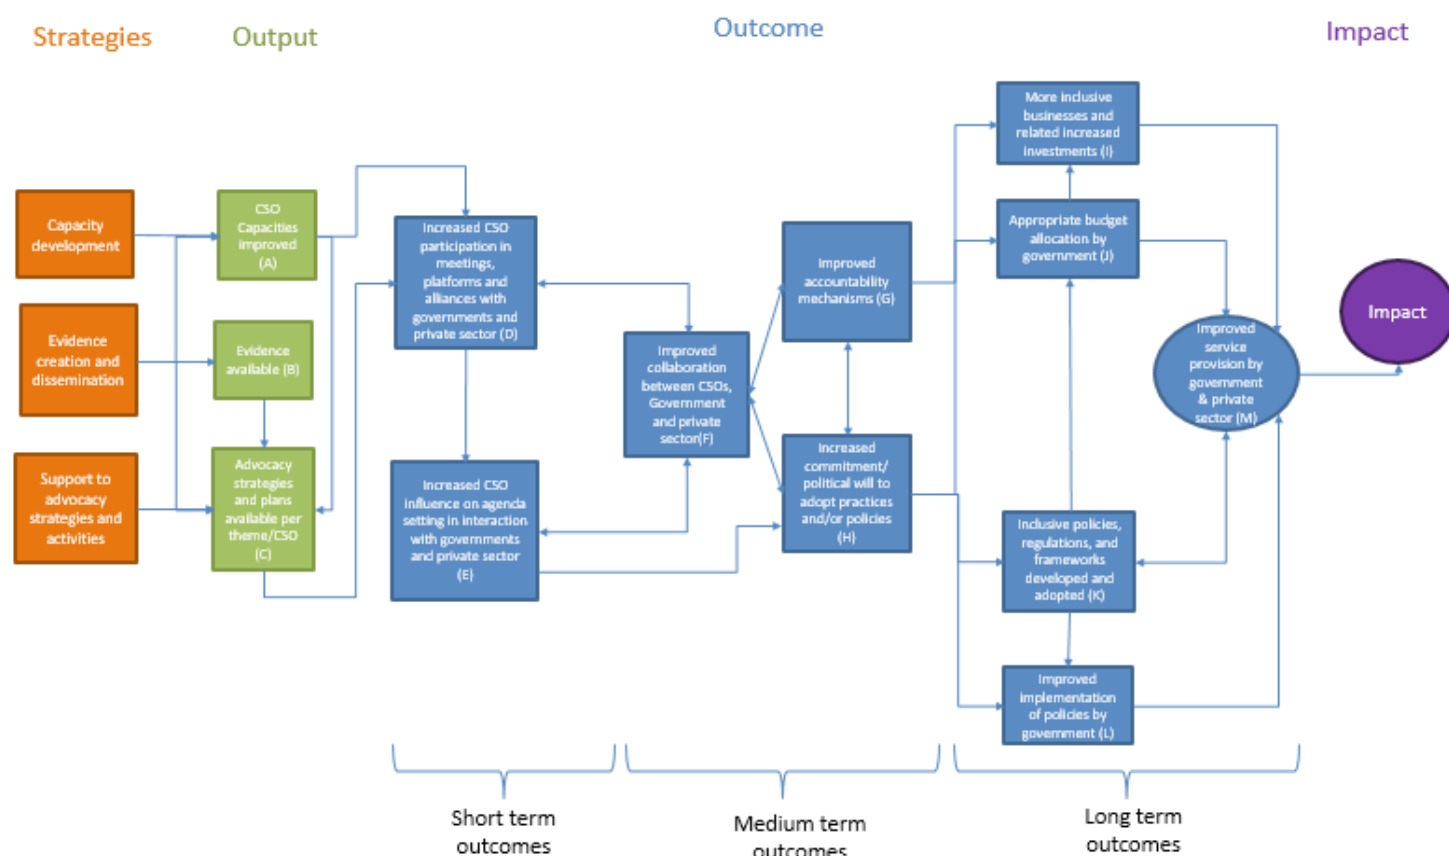 Strategies
Output
Outcome
Impact
Capacity
development
Evidence
creation and
dissemination
Support to
advocacy
strategies and
activities
CSO
Capacities
improved
(A)
Evidence
available (B)
Advocacy
strategies
and plans
available per
theme/CSO
(C)
Increased CSO
participation in
meetings,
platforms and
alliances with
governments and
private sector (D)
Increased CSO
influence on agenda
setting in interaction
with governments
and private sector
(E)
Improved
collaboration
between CSOs,
Government
and private
sector(F)
Improved
accountability
mechanisms (G)
Increased
commitment/
political will to
adopt practices
and/or policies
(H)
More inclusive
businesses and
related increased
investments (I)
Appropriate budget
allocation by
government (J)
Inclusive policies,
regulations, and
frameworks
developed and
adopted (K)
Improved
implementation
of policies by
government (L)
Improved
service
provision by
government
& private
sector (M)
Impact
Short term
outcomes
Medium term
outcomes
Long term
outcomes